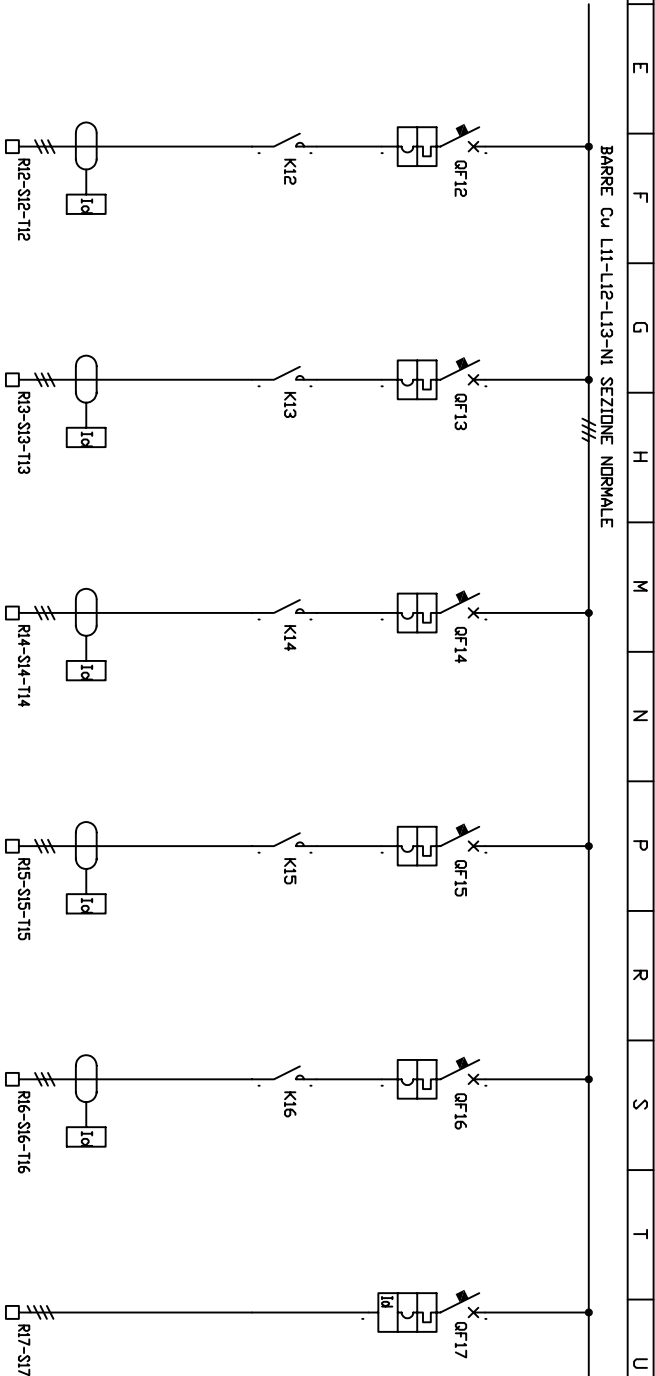 E
F
G
H
M
N
P
R
S
T
U
BARRE Cu L11-L12-L13-N1 SEZIONE NORMALE
QF12
QF13
QF14
QF15
QF16
QF17
Id
K12
K13
K14
K15
K16
Id
Id
Id
Id
Id
R12-S12-T12
R13-S13-T13
R14-S14-T14
R15-S15-T15
R16-S16-T16
R17-S17